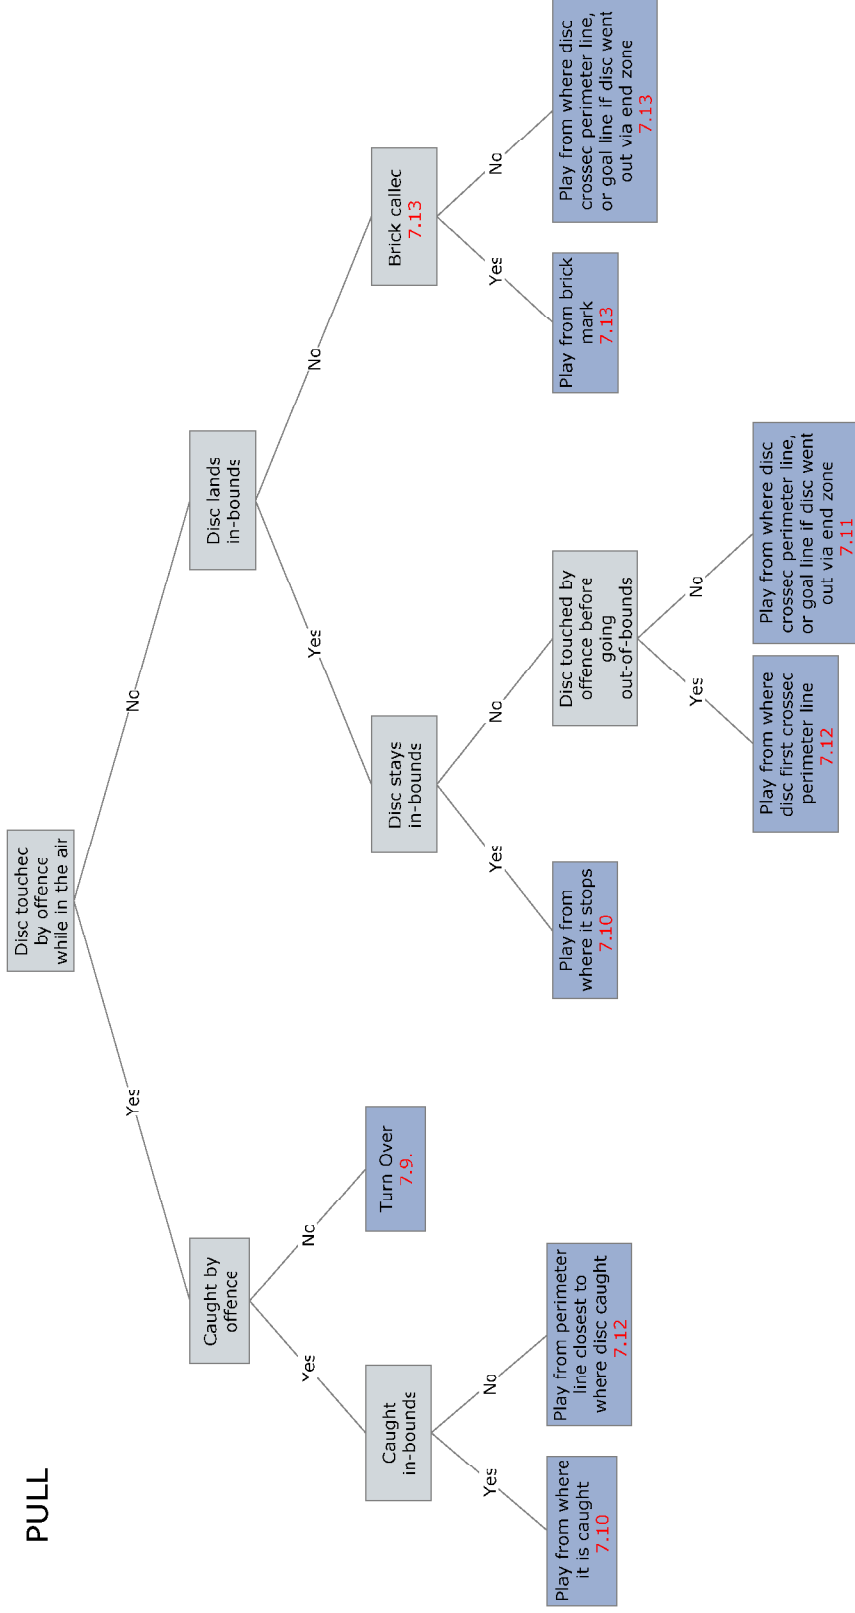 PULL
Disc touched
by offence
while in the air
Yes
No
Caught by
offence
Disc lands
in-bounds
Yes
No
Yes
No
Caught
in-bounds
Turn Over
7.9.
Disc stays
in-bounds
Brick called
7.13
Yes
No
Yes
No
Yes
No
Play from where
it is caught
7.10
Play from perimeter
line closest to
where disc caught
7.12
Play from
where it stops
7.10
Disc touched by
offence before
going
out-of-bounds
Play from brick
mark
7.13
Play from where disc
crossed perimeter line,
or goal line if disc went
out via end zone
7.13
Yes
No
Play from where
disc first crossed
perimeter line
7.12
Play from where disc
crossed perimeter line,
or goal line if disc went
out via end zone
7.11